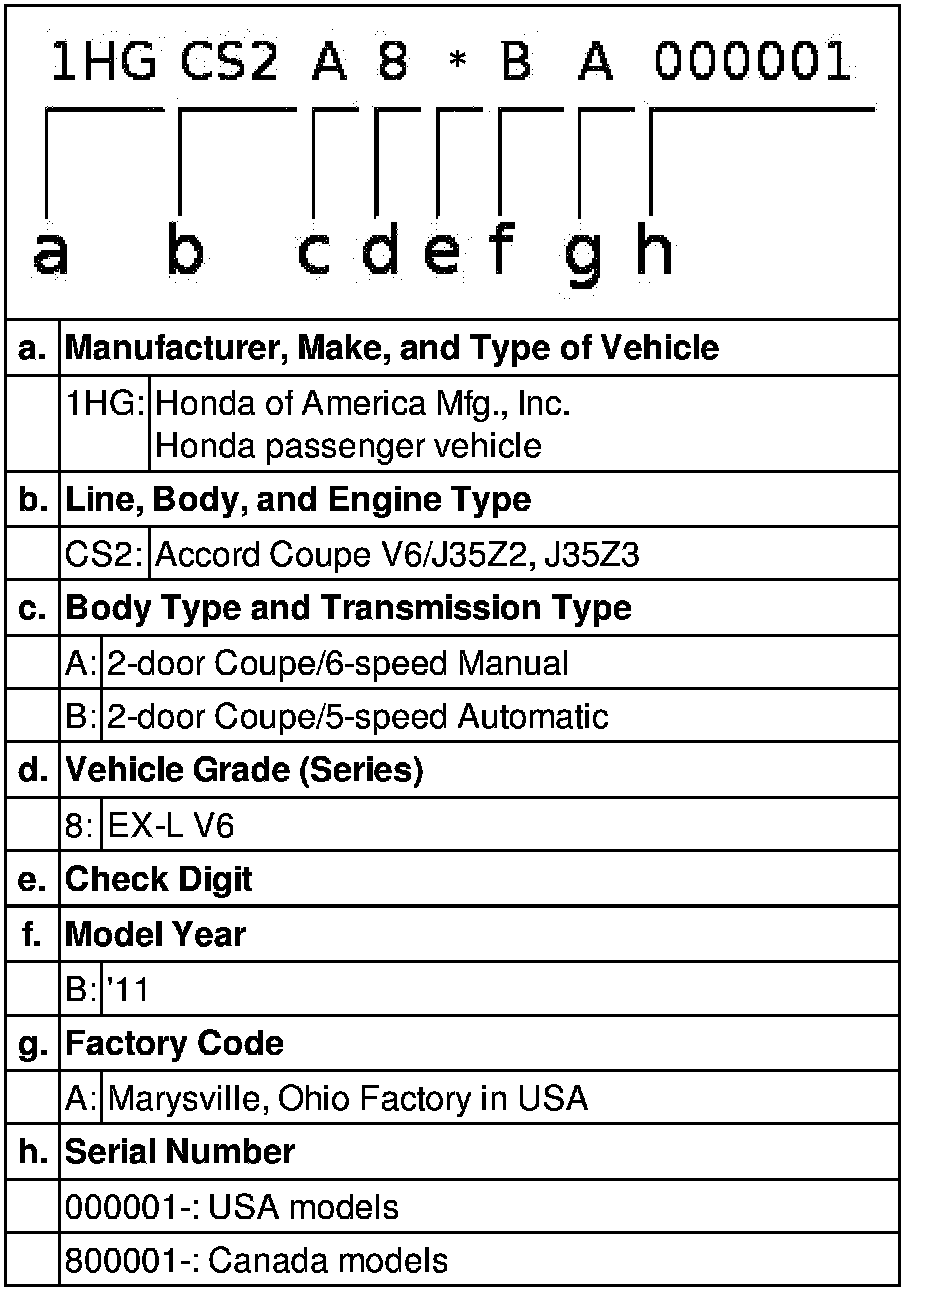 1HG CS2 A 8 * B A 000001
a b c d e f g h
a. Manufacturer, Make, and Type of Vehicle
1HG: Honda of America Mfg., Inc.
Honda passenger vehicle
b. Line, Body, and Engine Type
CS2: Accord Coupe V6/J35Z2, J35Z3
c. Body Type and Transmission Type
A: 2-door Coupe/6-speed Manual
B: 2-door Coupe/5-speed Automatic
d. Vehicle Grade (Series)
8: EX-L V6
e. Check Digit
f. Model Year
B: '11
g. Factory Code
A: Marysville, Ohio Factory in USA
h. Serial Number
000001-: USA models
800001-: Canada models